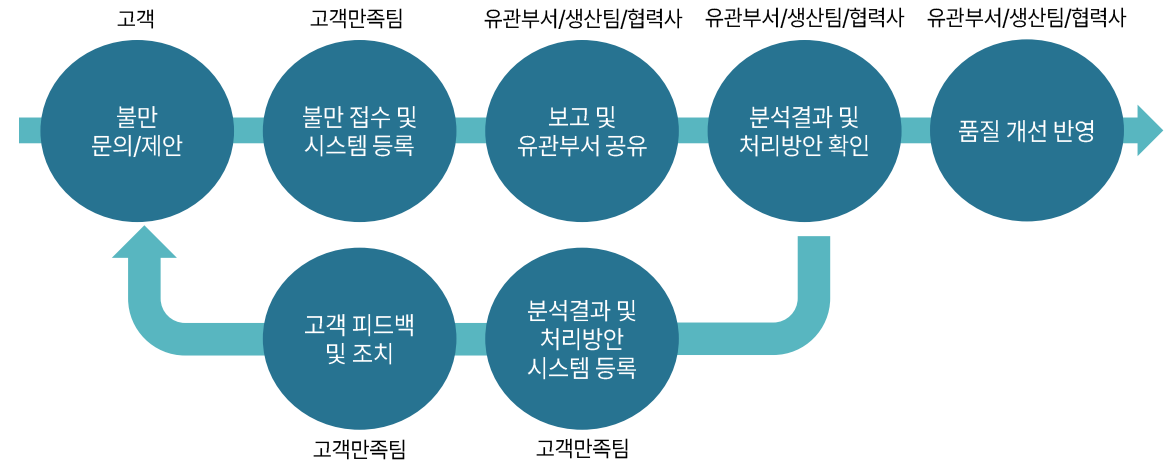 고객
고객만족팀
유관부서/생산팀/협력사
유관부서/생산팀/협력사
유관부서/생산팀/협력사
불만
문의/제안
불만 접수 및
시스템 등록
보고 및
유관부서 공유
분석결과 및
처리방안 확인
품질 개선 반영
고객 피드백
및 조치
분석결과 및
처리방안
시스템 등록
고객만족팀
고객만족팀